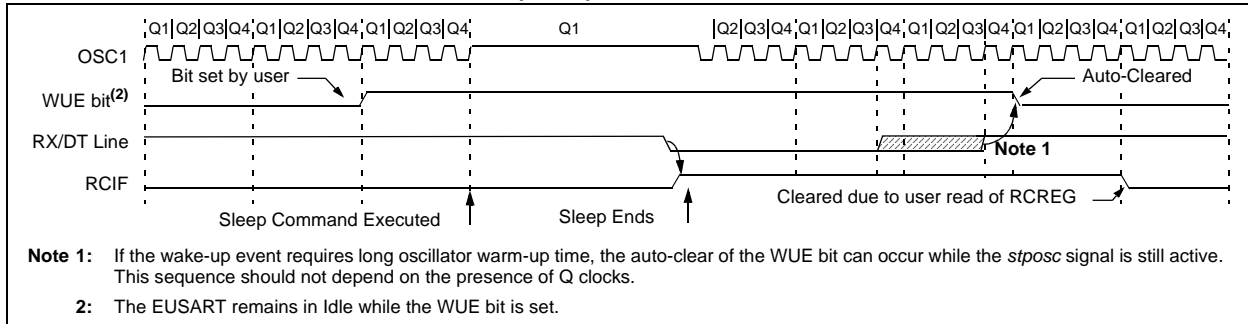 Q1 Q2 Q3 Q4 Q1 Q2 Q3 Q4 Q1 Q2 Q3 Q4 Q1 Q2 Q3 Q4 Q1 Q2 Q3 Q4 Q1 Q2 Q3 Q4 Q1 Q2 Q3 Q4 Q1 Q2 Q3 Q4
OSC1
Bit set by user
Auto-Cleared
WUE bit(2)
RX/DT Line
Note 1
RCIF
Cleared due to user read of RCREG
Sleep Command Executed
Sleep Ends
Note 1: If the wake-up event requires long oscillator warm-up time, the auto-clear of the WUE bit can occur while the stposc signal is still active.
This sequence should not depend on the presence of Q clocks.
2: The EUSART remains in Idle while the WUE bit is set.